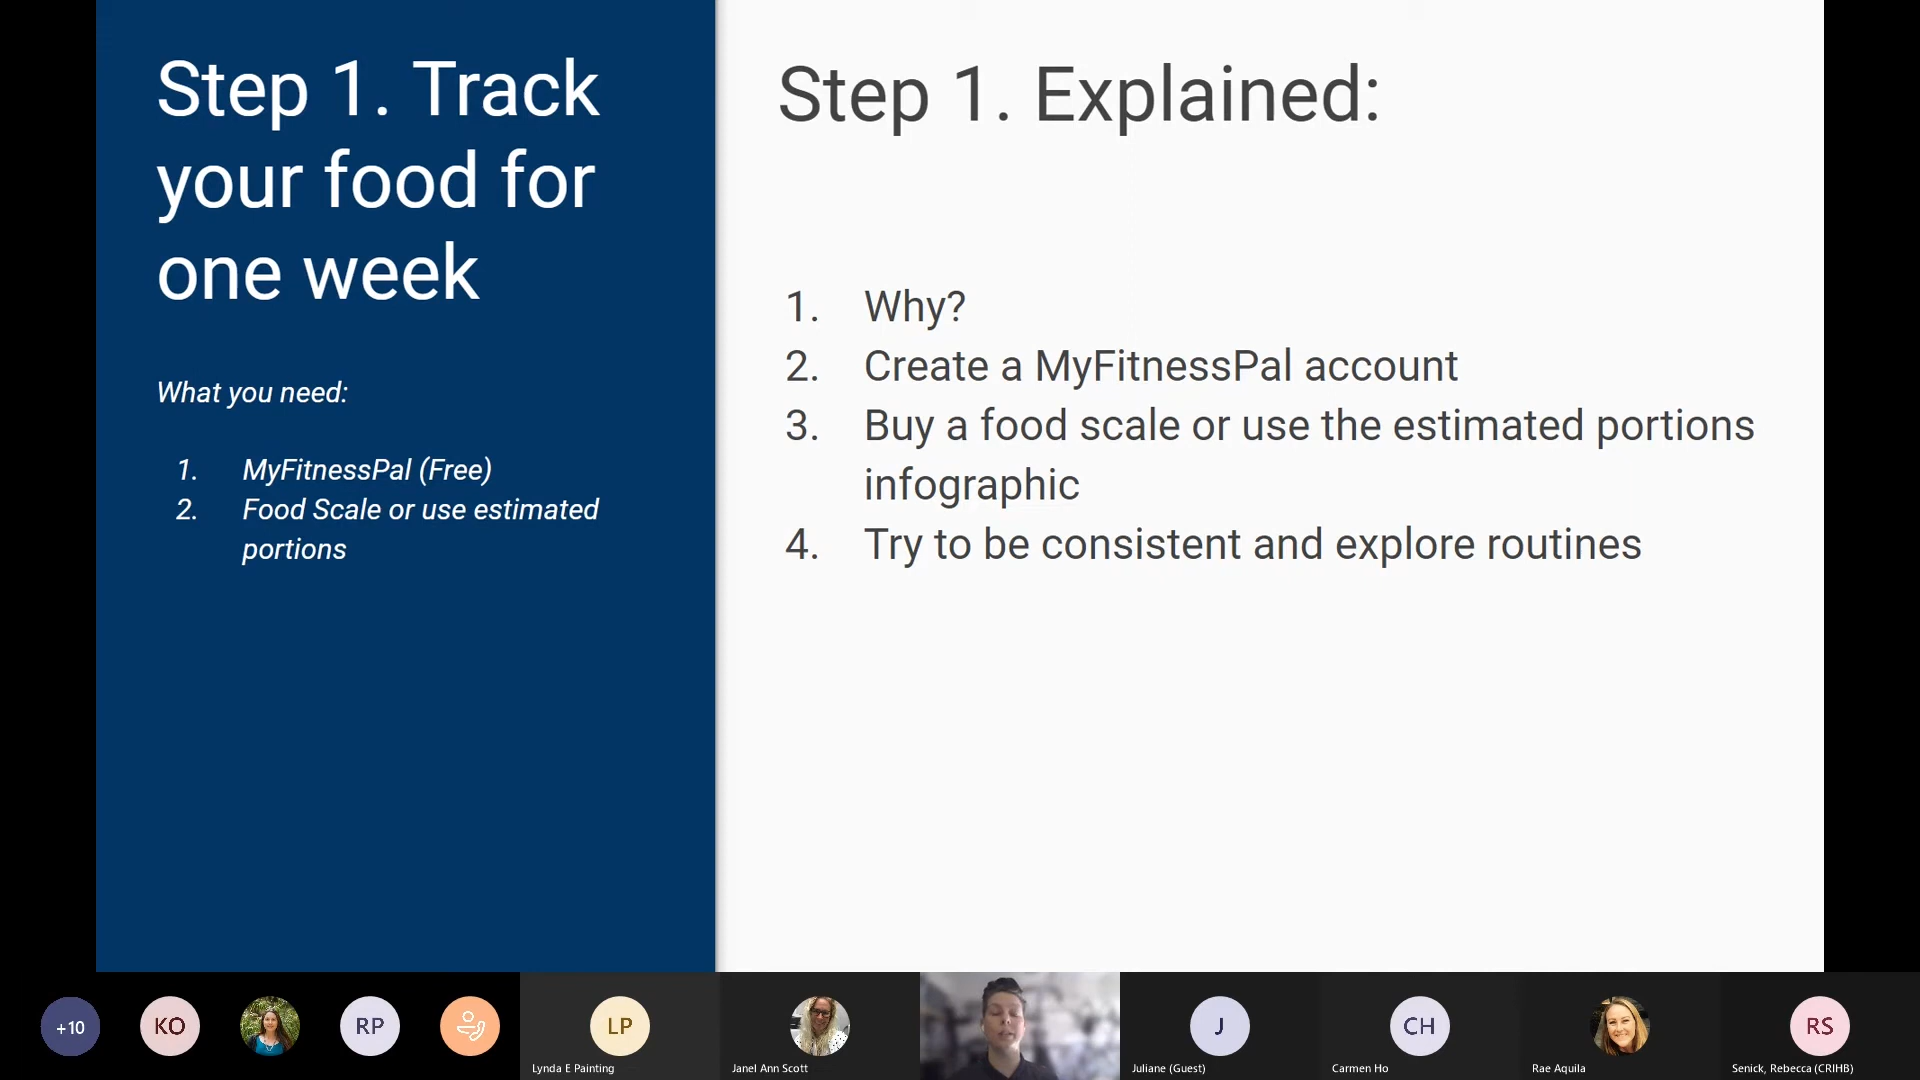 Step 1. Track
your food for
one week
What you need:
1. MyFitnessPal (Free)
2. Food Scale or use estimated
portions
Step 1. Explained:
1. Why?
2. Create a MyFitnessPal account
3. Buy a food scale or use the estimated portions
infographic
4. Try to be consistent and explore routines
+10
KO
RP
LP
Lynda E Painting
Janel Ann Scott
J
Juliane (Guest)
CH
Carmen Ho
Rae Aquila
RS
Senick, Rebecca (CRIHB)